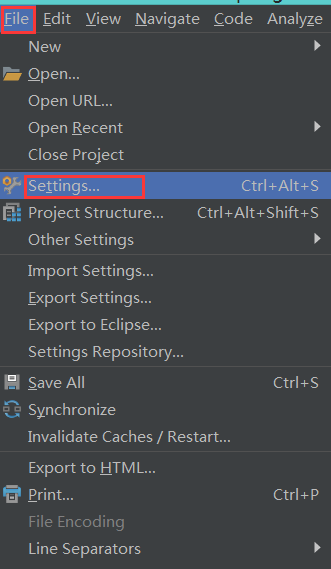 File Edit View Navigate Code Analyze
New
Open...
Open URL...
Open Recent
Close Project
Settings... Ctrl+Alt+S
Project Structure... Ctrl+Alt+Shift+S
Other Settings
Import Settings...
Export Settings...
Export to Eclipse...
Settings Repository...
Save All Ctrl+S
Synchronize
Invalidate Caches / Restart...
Export to HTML...
Print... Ctrl+P
File Encoding
Line Separators